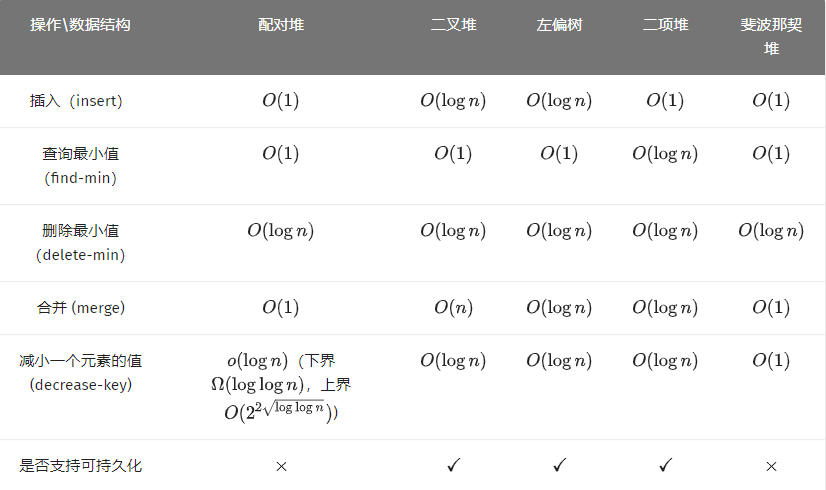 操作\数据结构 配对堆 二叉堆 左偏树 二项堆 斐波那契
堆
插入（insert） O(1) O(log n) O(log n) O(1) O(1)
查询最小值 O(1) O(1) O(1) O(log n) O(1)
（find-min）
删除最小值 O(log n) O(log n) O(log n) O(log n) O(log n)
（delete-min）
合并 (merge) O(1) O(n) O(log n) O(log n) O(1)
减小一个元素的值 o(log n)（下界 O(log n) O(log n) O(log n) O(1)
(decrease-key) Ω(log log n)，上界
O(2^{2√(log log n)})）
是否支持可持久化 × ✓ ✓ ✓ ×